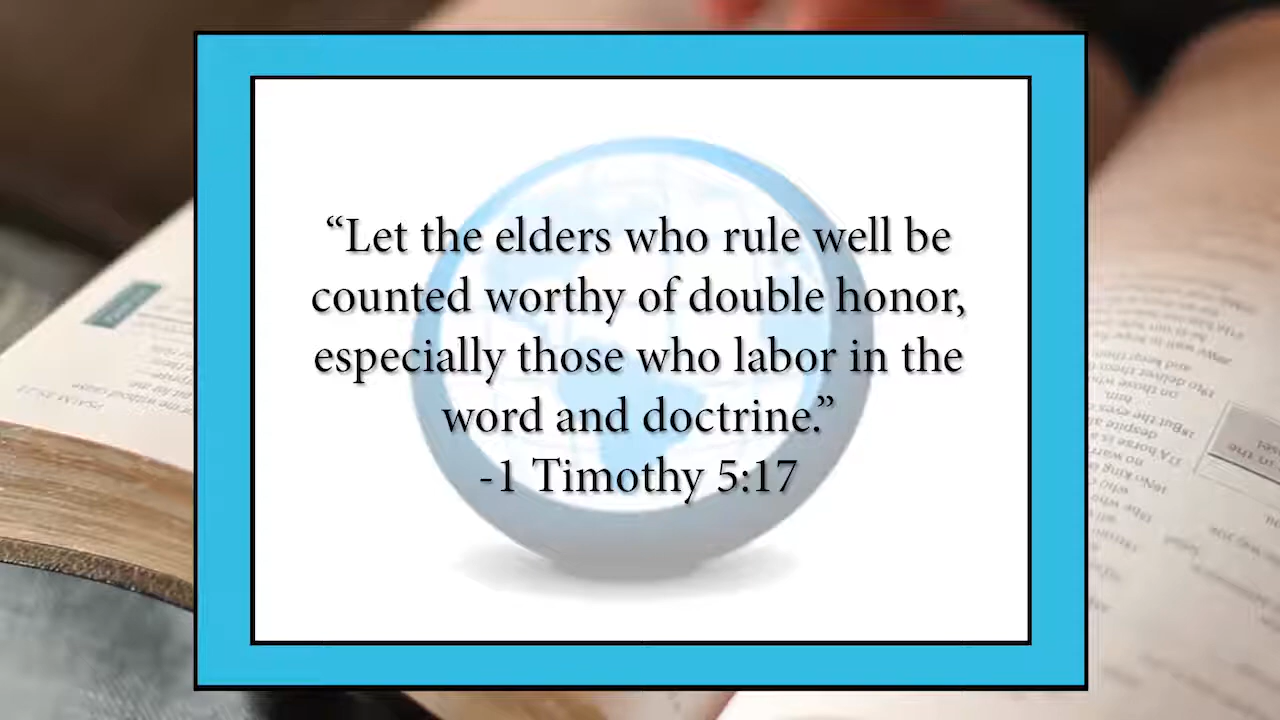 “Let the elders who rule well be
counted worthy of double honor,
especially those who labor in the
word and doctrine.”
-1 Timothy 5:17